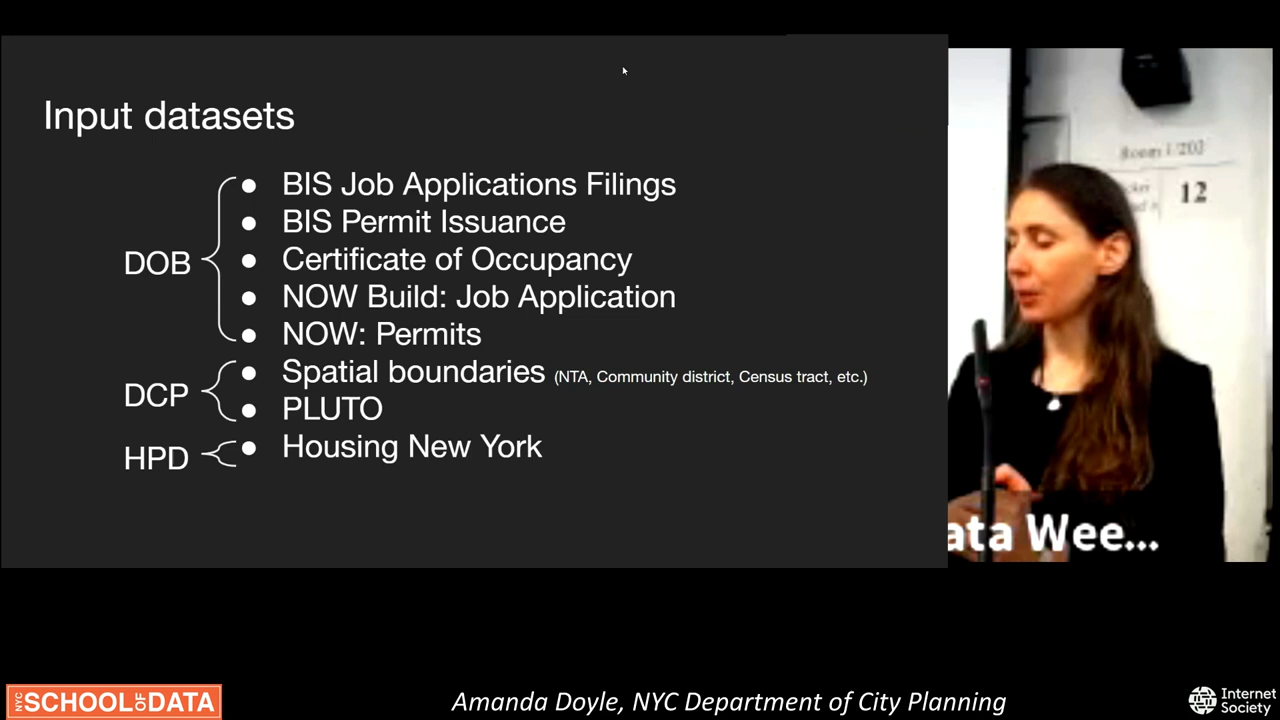 Input datasets
DOB
BIS Job Applications Filings
BIS Permit Issuance
Certificate of Occupancy
NOW Build: Job Application
NOW: Permits
DCP
Spatial boundaries (NTA, Community district, Census tract, etc.)
PLUTO
HPD
Housing New York
12
ata Wee...
NYC SCHOOL OF DATA
Amanda Doyle, NYC Department of City Planning
Internet
Society